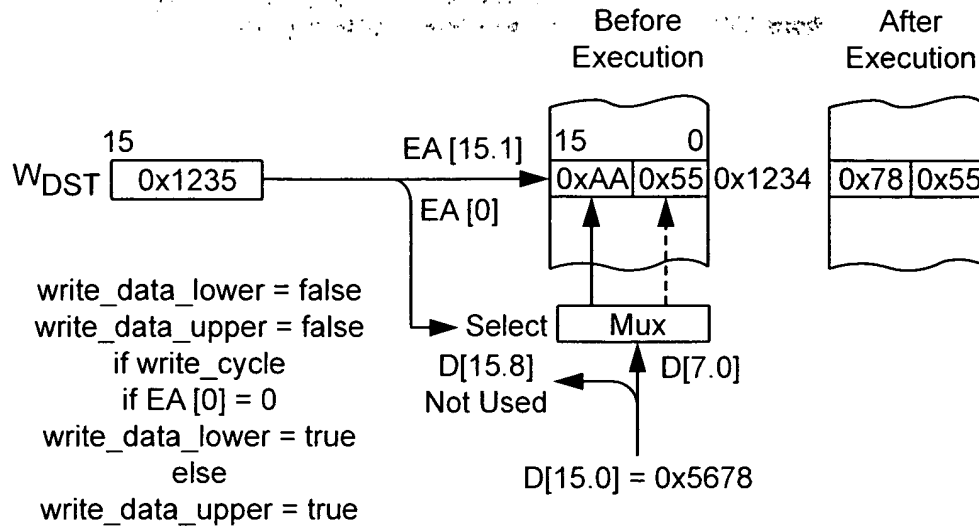 Before
Execution
After
Execution
15
WDST 0x1235
EA [15.1]
EA [0]
15 0
0xAA 0x55 0x1234
0x78 0x55
write_data_lower = false
write_data_upper = false
if write_cycle
if EA [0] = 0
write_data_lower = true
else
write_data_upper = true
Select
Mux
D[15.8]
Not Used
D[7.0]
D[15.0] = 0x5678